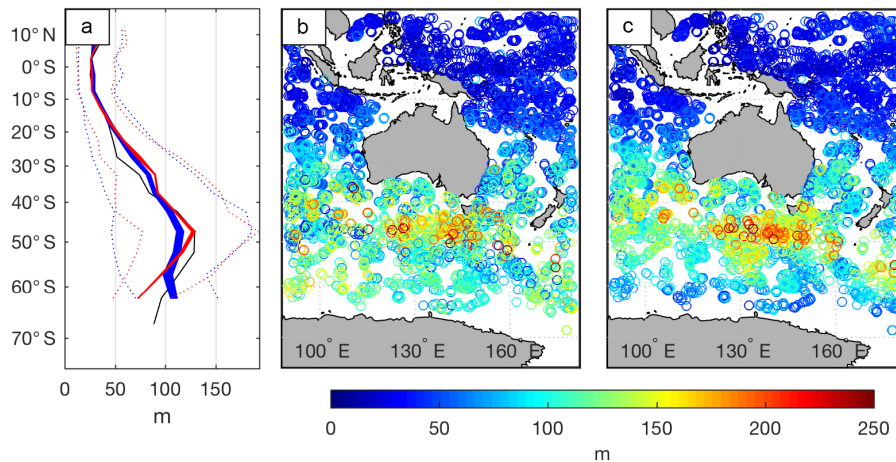 a
10° N
0° S
10° S
20° S
30° S
40° S
50° S
60° S
70° S
0 50 100 150
m
b
100° E 130° E 160° E
c
100° E 130° E 160° E
0 50 100 150 200 250
m